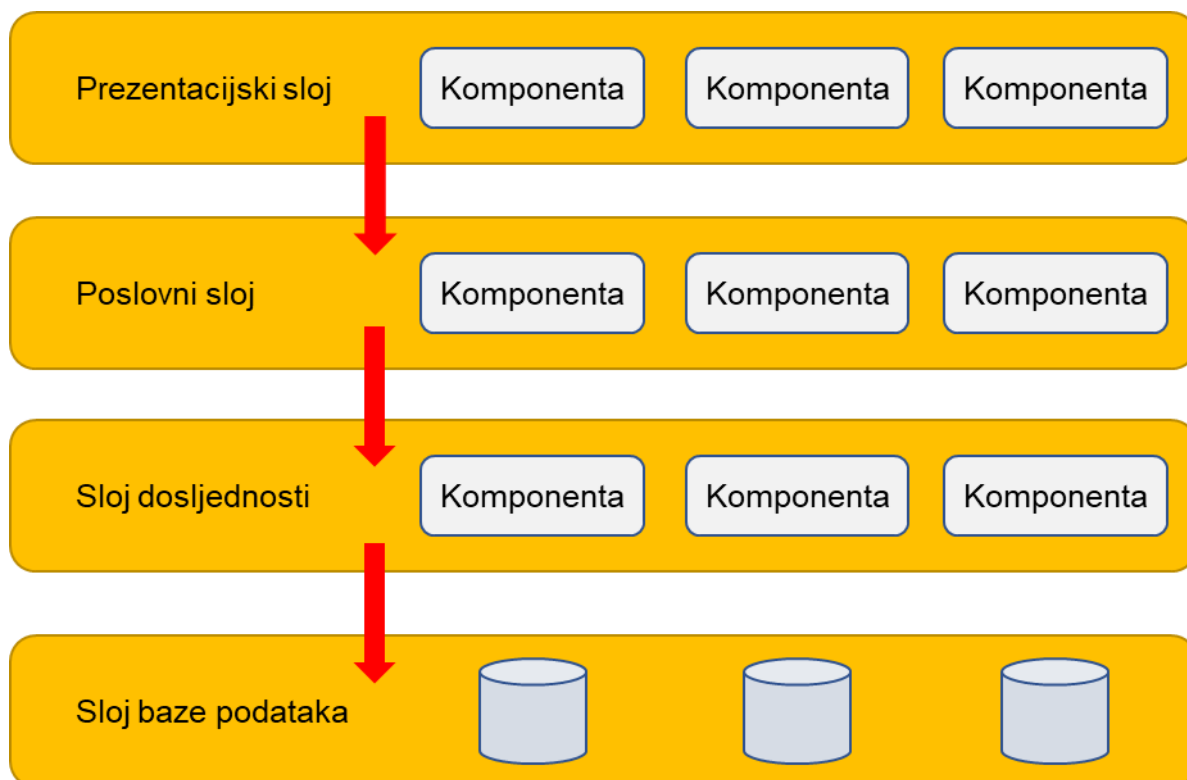 Prezentacijski sloj Komponenta Komponenta Komponenta
Poslovni sloj Komponenta Komponenta Komponenta
Sloj dosljednosti Komponenta Komponenta Komponenta
Sloj baze podataka